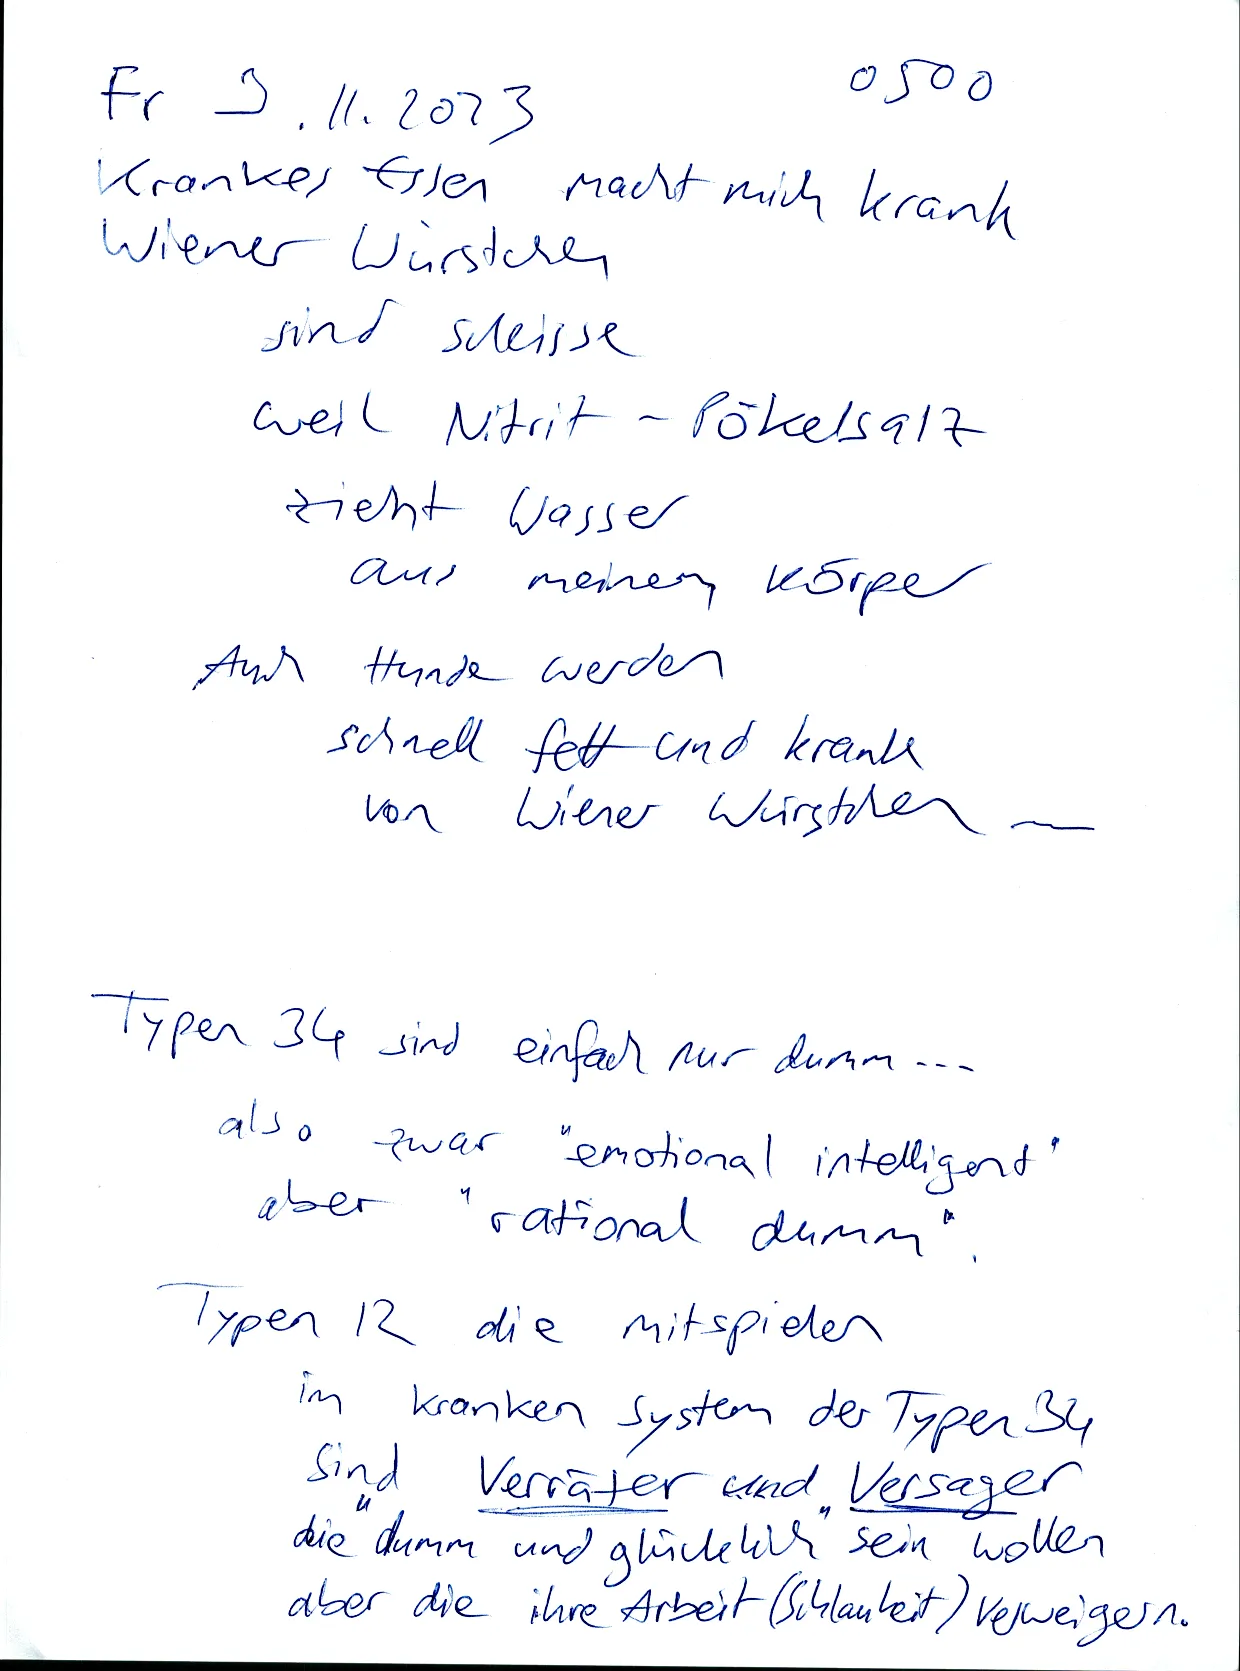 Fr 3.11.2023 0500
Krankes Essen macht mich krank
Wiener Würstchen
sind scheisse
weil Nitrit-Pökelsalz
zieht Wasser
aus meinem Körper
Auch Hunde werden
schnell fett und krank
von Wiener Würstchen —
Typen 34 sind einfach nur dumm...
also zwar "emotional intelligent"
aber "rational dumm".
Typen 12 die mitspielen
im kranken System der Typen 34
sind Verräter und Versager
die "dumm und glücklich" sein wollen
aber die ihre Arbeit (Schlauheit) verweigern.